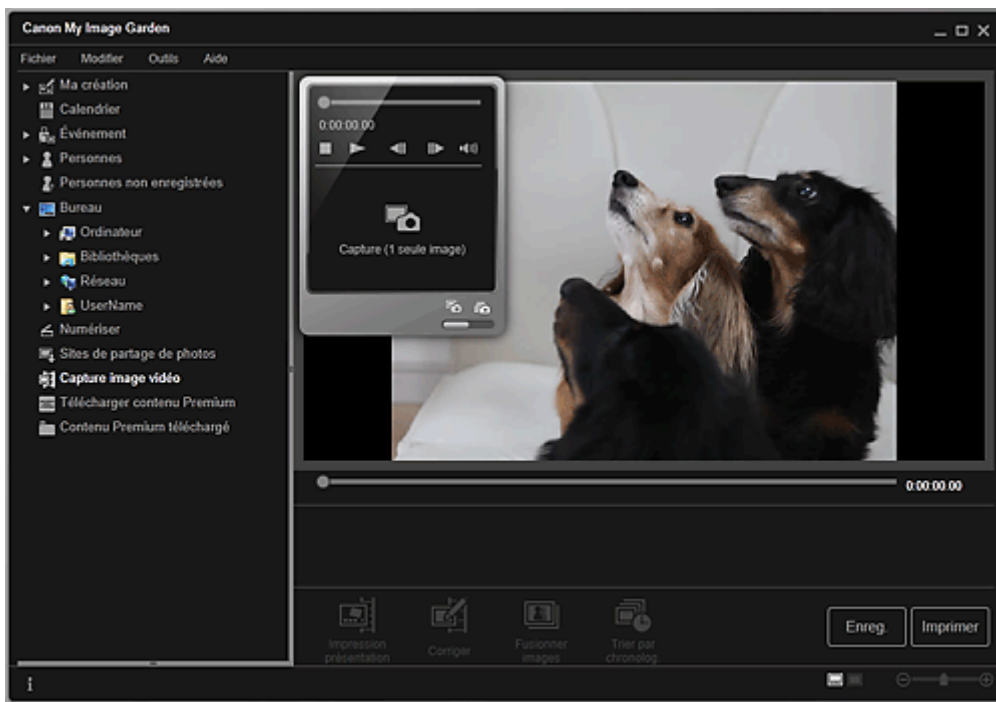 Canon My Image Garden
Fichier Modifier Outils Aide
Ma création
Calendrier
Événement
Personnes
Personnes non enregistrées
Bureau
Ordinateur
Bibliothèques
Réseau
UserName
Numériser
Sites de partage de photos
Capture image vidéo
Télécharger contenu Premium
Contenu Premium téléchargé
0:00:00.00
Capture (1 seule image)
0:00:00.00
Impression présentation
Corriger
Fusionner images
Trier par chronolog.
Enreg.
Imprimer